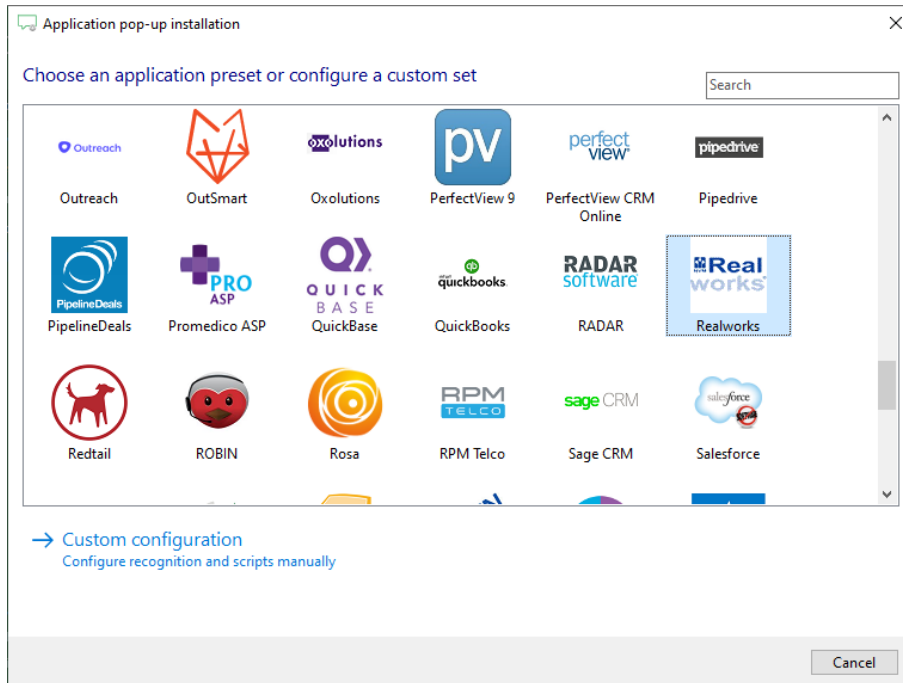 Application pop-up installation
Choose an application preset or configure a custom set
Search
Outreach
oxolutions
pv
perfect view
pipedrive
Outreach
OutSmart
Oxolutions
PerfectView 9
PerfectView CRM Online
Pipedrive
PipelineDeals
PRO ASP
QUICK BASE
quickbooks
RADAR software
Real works
PipelineDeals
Promedico ASP
QuickBase
QuickBooks
RADAR
Realworks
RPM TELCO
sage CRM
salesforce
Redtail
ROBIN
Rosa
RPM Telco
Sage CRM
Salesforce
Custom configuration
Configure recognition and scripts manually
Cancel